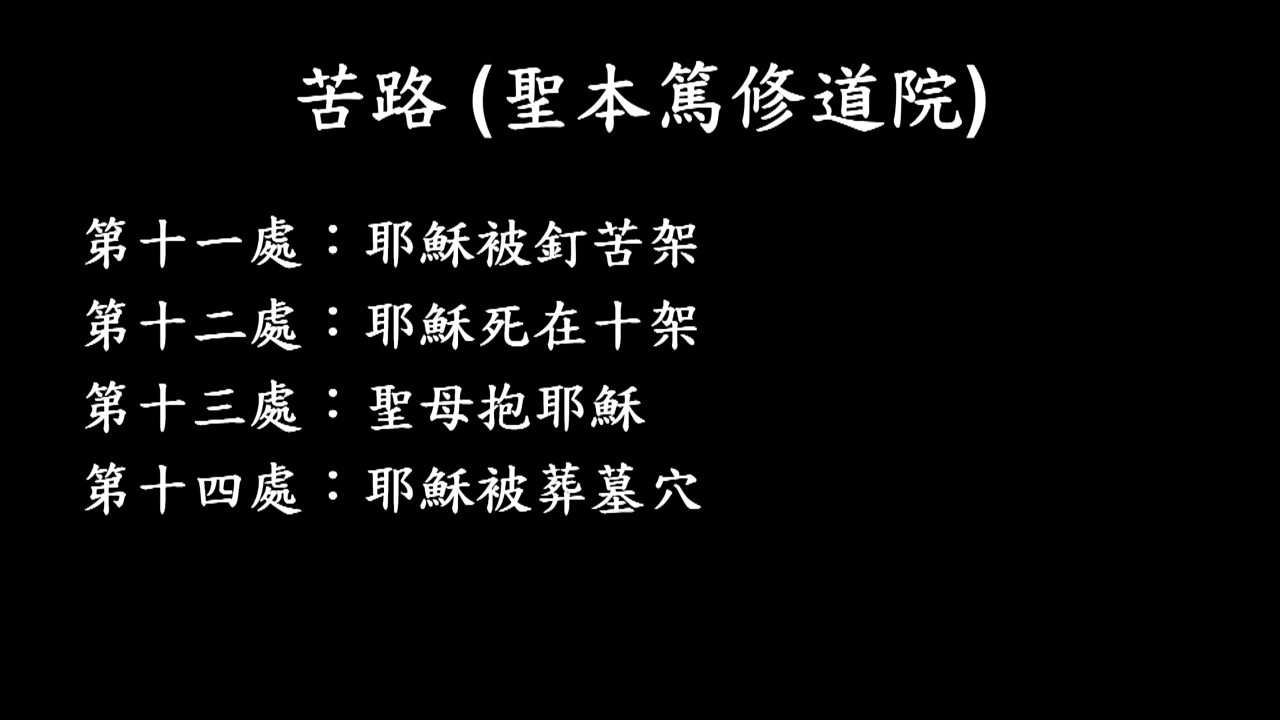 苦路 (聖本篤修道院)
第十一處：耶穌被釘苦架
第十二處：耶穌死在十架
第十三處：聖母抱耶穌
第十四處：耶穌被葬墓穴